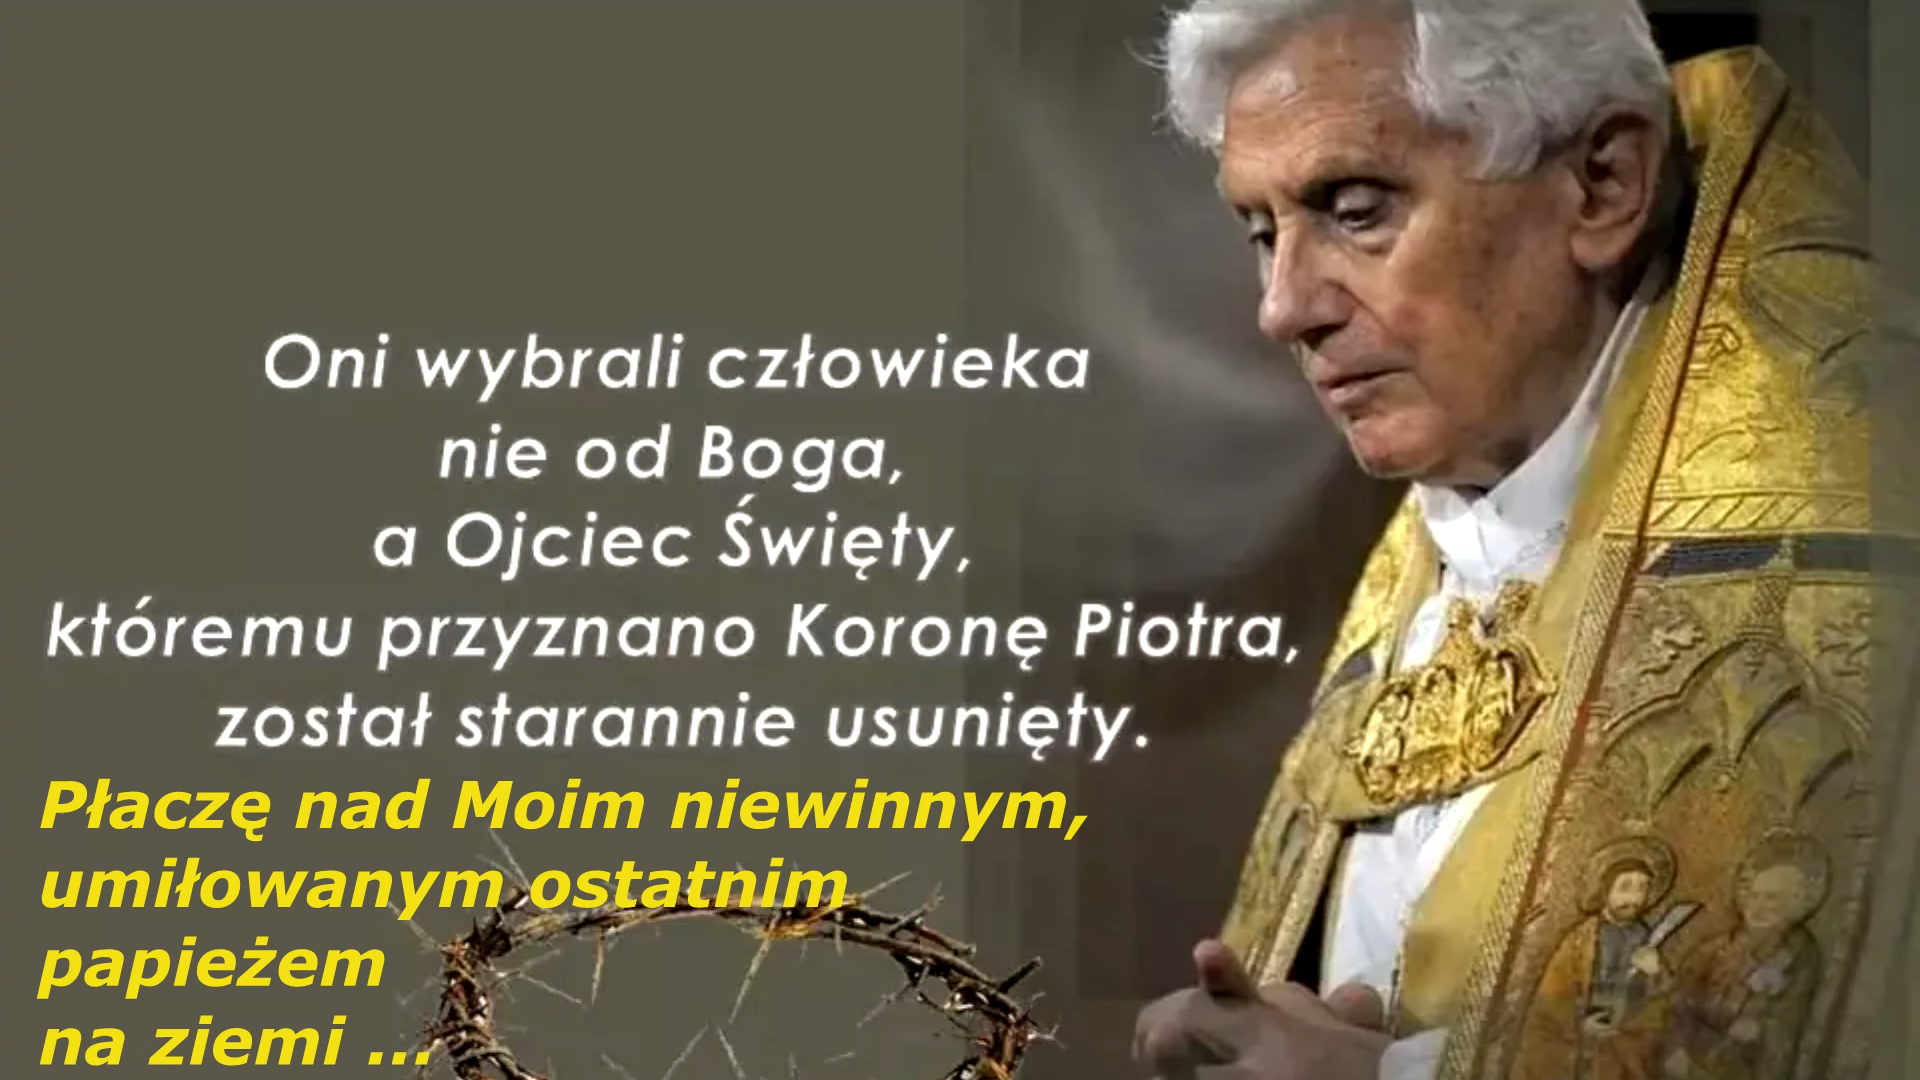 Oni wybrali człowieka
nie od Boga,
a Ojciec Święty,
któremu przyznano Koronę Piotra,
został starannie usunięty.
Płaczę nad Moim niewinnym,
umiłowanym ostatnim
papieżem
na ziemi ...